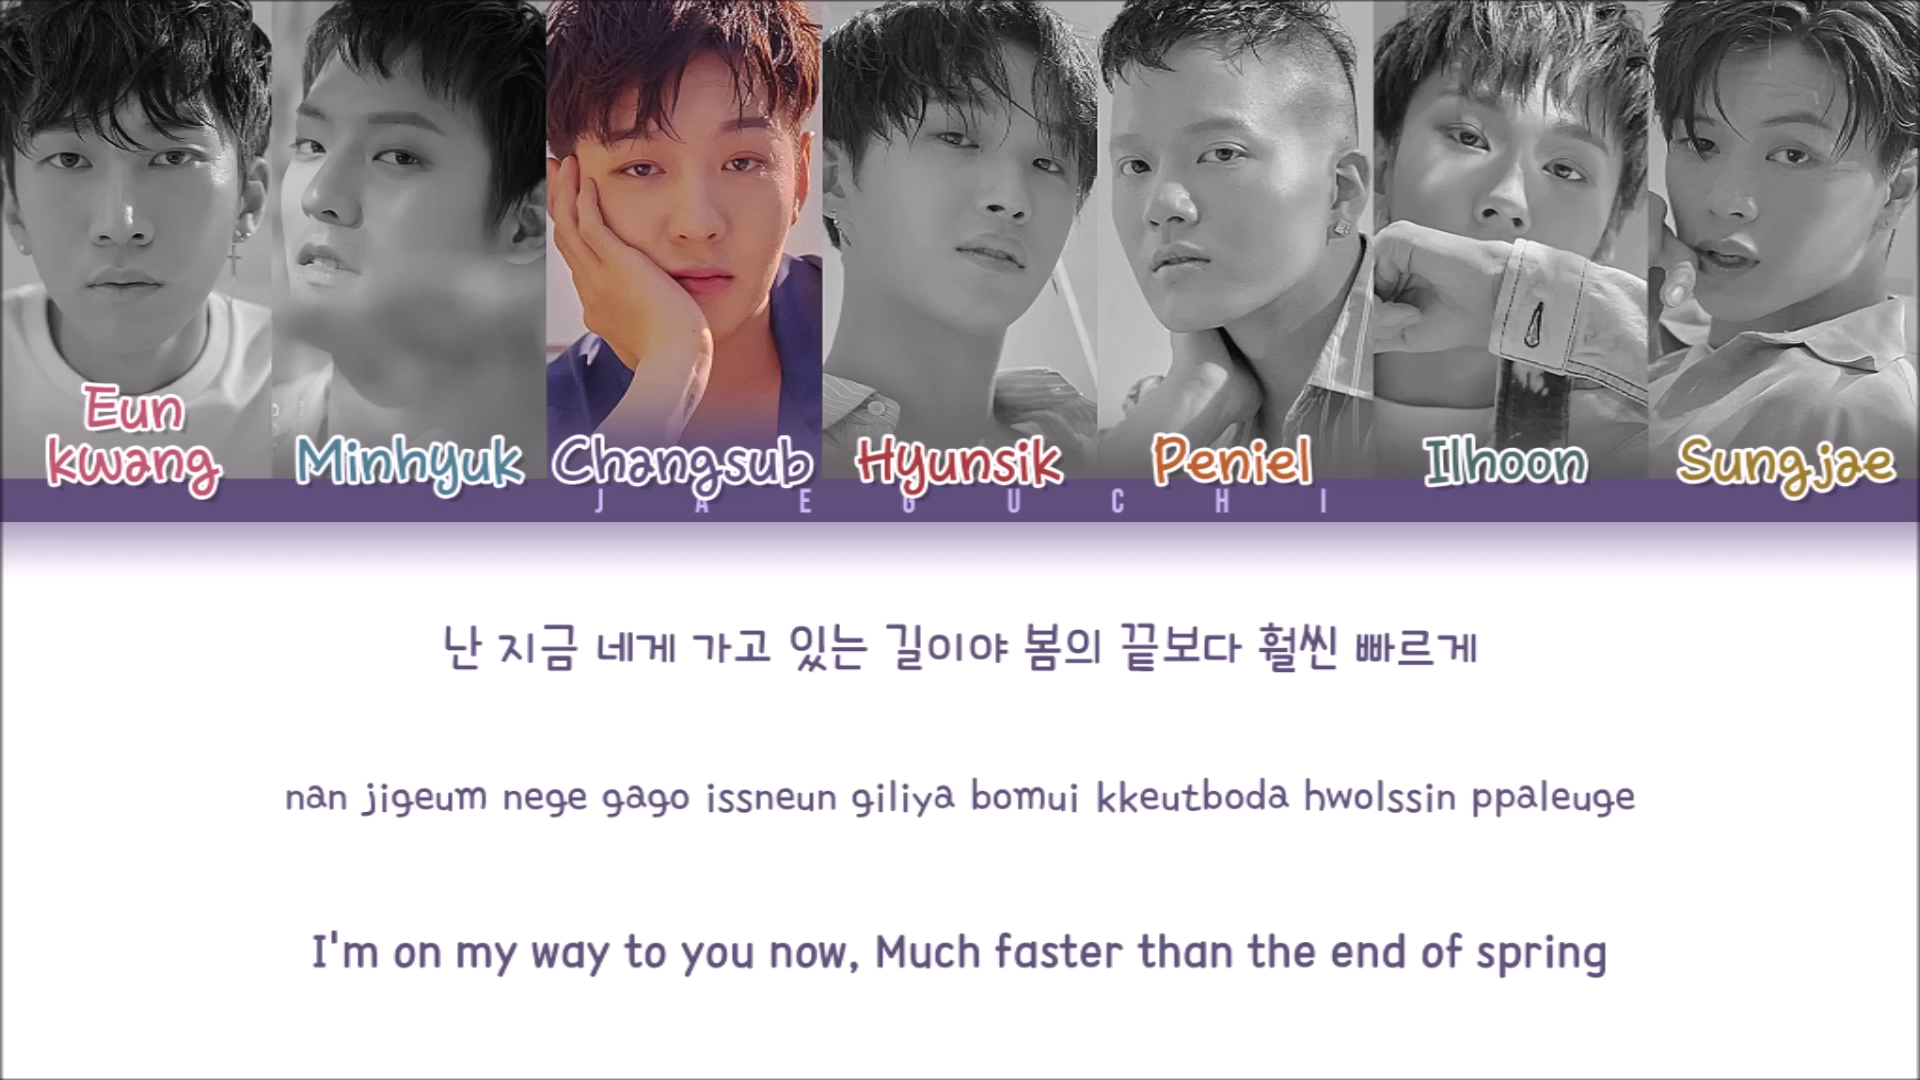 Eun
kwang
Minhyuk
Changsub
Hyunsik
Peniel
Ilhoon
Sungjae
JAEGUCHI
난 지금 네게 가고 있는 길이야 봄의 끝보다 훨씬 빠르게
nan jigeum nege gago issneun giliya bomui kkeutboda hwolssin ppaleuge
I'm on my way to you now, Much faster than the end of spring